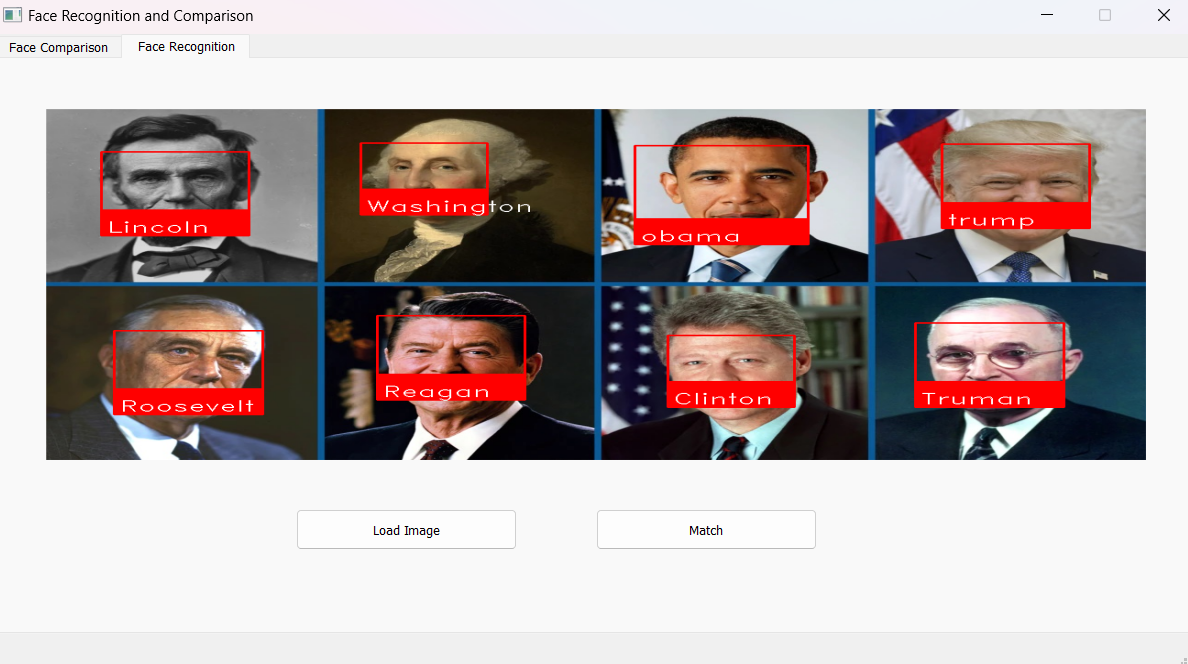 Face Recognition and Comparison
Face Comparison
Face Recognition
Lincoln
Washington
obama
trump
Roosevelt
Reagan
Clinton
Truman
Load Image
Match